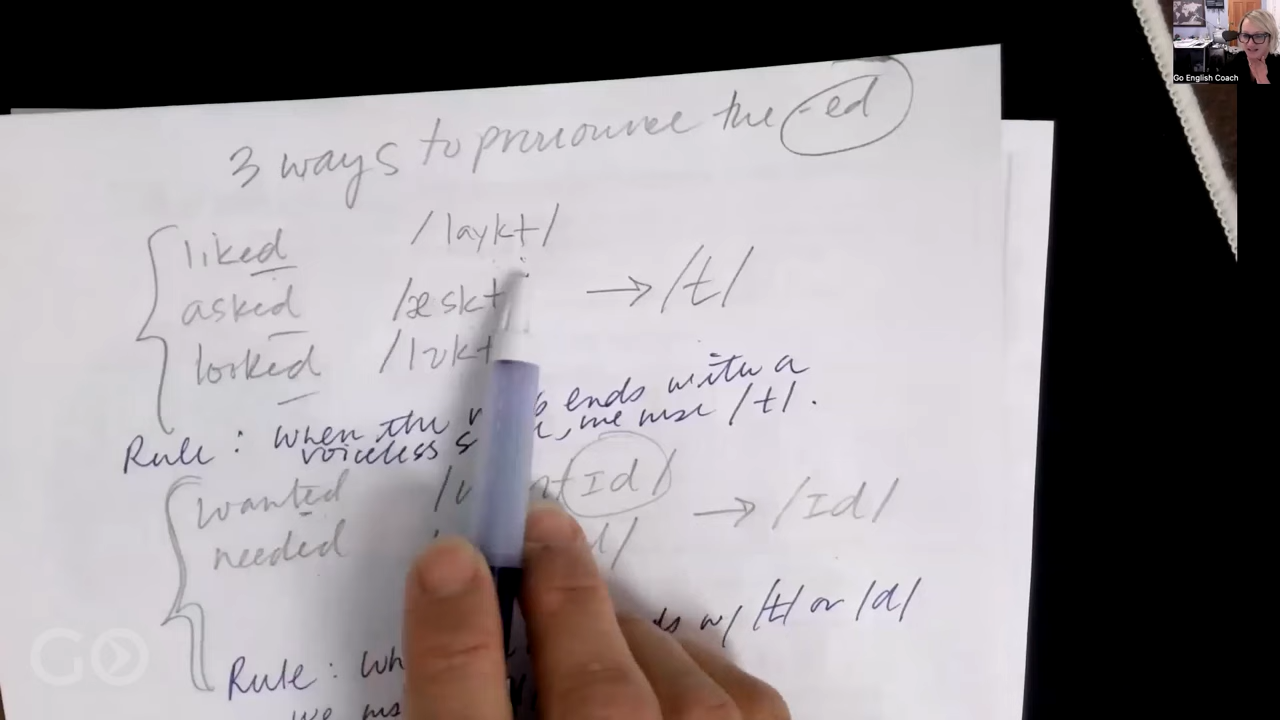 Go English Coach
3 ways to pronounce the -ed
liked /laykt/
asked /æskt → /t/
looked /lʊkt
Rule: when the ends with a
voiceless, we use /t/.
wanted Id/ → /Id/
needed d/
Rule: w/ /t/ or /d/
we
GO